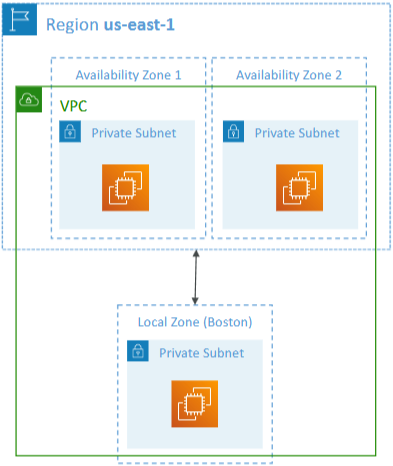 Region us-east-1
Availability Zone 1
Availability Zone 2
VPC
Private Subnet
Private Subnet
Local Zone (Boston)
Private Subnet